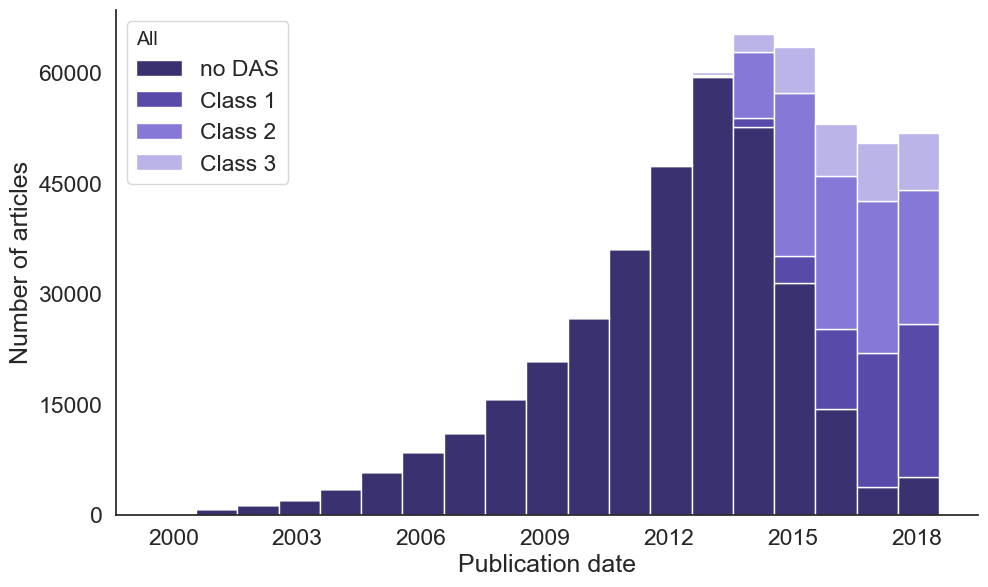 All
no DAS
Class 1
Class 2
Class 3
60000
45000
30000
15000
0
Number of articles
2000 2003 2006 2009 2012 2015 2018
Publication date